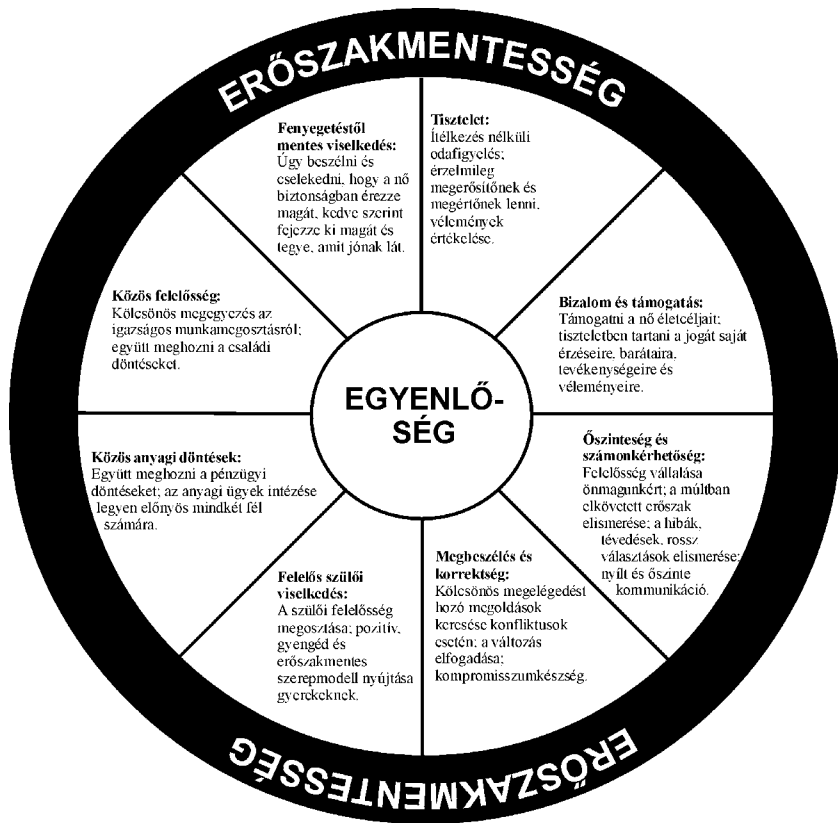 ERŐSZAKMENTESSÉG
Fenyegetéstől
mentes viselkedés:
Úgy beszélni és
cselekedni, hogy a nő
biztonságban érezze
magát, kedve szerint
fejezze ki magát és
tegye, amit jónak lát.
Tisztelet:
Ítélkezés nélküli
odafigyelés;
érzelmileg
megerősítőnek és
megértőnek lenni,
vélemények
értékelése.
Közös felelősség:
Kölcsönös megegyezés az
igazságos munkamegosztásról;
együtt meghozni a családi
döntéseket.
Bizalom és támogatás:
Támogatni a nő életcéljait;
tiszteletben tartani a jogát saját
érzéseire, barátaira,
tevékenységeire és
véleményeire.
EGYENLŐ-
SÉG
Közös anyagi döntések:
Együtt meghozni a pénzügyi
döntéseket; az anyagi ügyek intézése
legyen előnyös mindkét fél
számára.
Őszinteség és
számonkérhetőség:
Felelősség vállalása
önmagunkért; a múltban
elkövetett erőszak
elismerése; a hibák,
tévedések, rossz
választások elismerése;
nyílt és őszinte
kommunikáció.
Felelős szülői
viselkedés:
A szülői felelősség
megosztása; pozitív,
gyengéd és
erőszakmentes
szerepmodell nyújtása
gyerekeknek.
Megbeszélés és
korrektség:
Kölcsönös megelégedést
hozó megoldások
keresése konfliktusok
esetén; a változás
elfogadása;
kompromisszumkészség.
ERŐSZAKMENTESSÉG